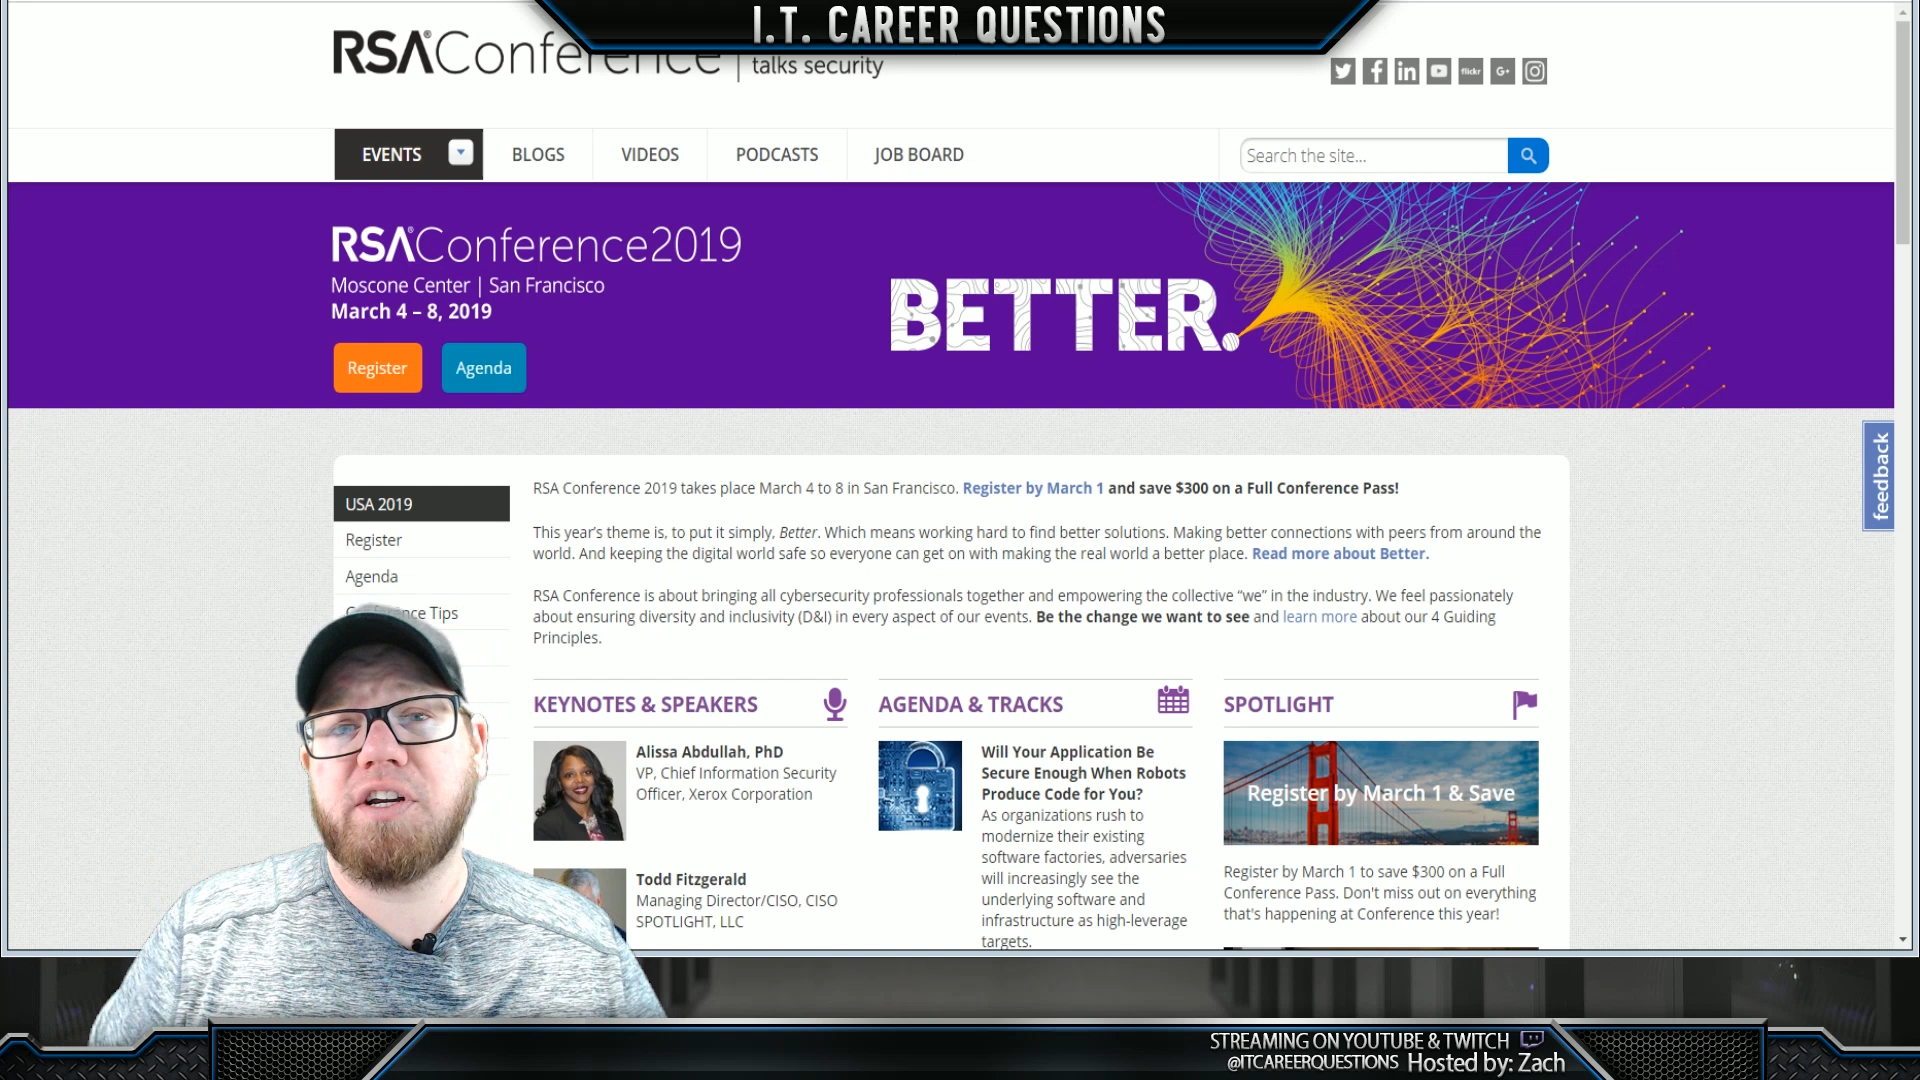 I.T. CAREER QUESTIONS
RSAConference
talks security
flickr
G+
EVENTS
BLOGS
VIDEOS
PODCASTS
JOB BOARD
Search the site...
RSAConference2019
Moscone Center | San Francisco
March 4 – 8, 2019
Register
Agenda
BETTER.
feedback
USA 2019
Register
Agenda
Tips
RSA Conference 2019 takes place March 4 to 8 in San Francisco. Register by March 1 and save $300 on a Full Conference Pass!
This year's theme is, to put it simply, Better. Which means working hard to find better solutions. Making better connections with peers from around the
world. And keeping the digital world safe so everyone can get on with making the real world a better place. Read more about Better.
RSA Conference is about bringing all cybersecurity professionals together and empowering the collective “we” in the industry. We feel passionately
about ensuring diversity and inclusivity (D&I) in every aspect of our events. Be the change we want to see and learn more about our 4 Guiding
Principles.
KEYNOTES & SPEAKERS
Alissa Abdullah, PhD
VP, Chief Information Security
Officer, Xerox Corporation
Todd Fitzgerald
Managing Director/CISO, CISO
SPOTLIGHT, LLC
AGENDA & TRACKS
Will Your Application Be
Secure Enough When Robots
Produce Code for You?
As organizations rush to
modernize their existing
software factories, adversaries
will increasingly see the
underlying software and
infrastructure as high-leverage
targets.
SPOTLIGHT
Register by March 1 & Save
Register by March 1 to save $300 on a Full
Conference Pass. Don't miss out on everything
that's happening at Conference this year!
STREAMING ON YOUTUBE & TWITCH
@ITCAREERQUESTIONS Hosted by: Zach